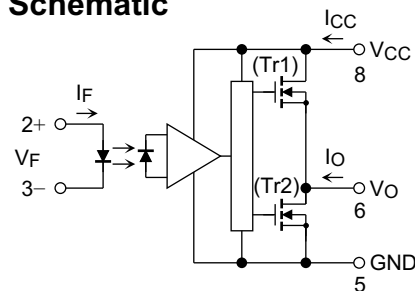 Schematic
ICC
(Tr1)
VCC
8
IF
2+
VF
3−
IO
(Tr2)
VO
6
GND
5